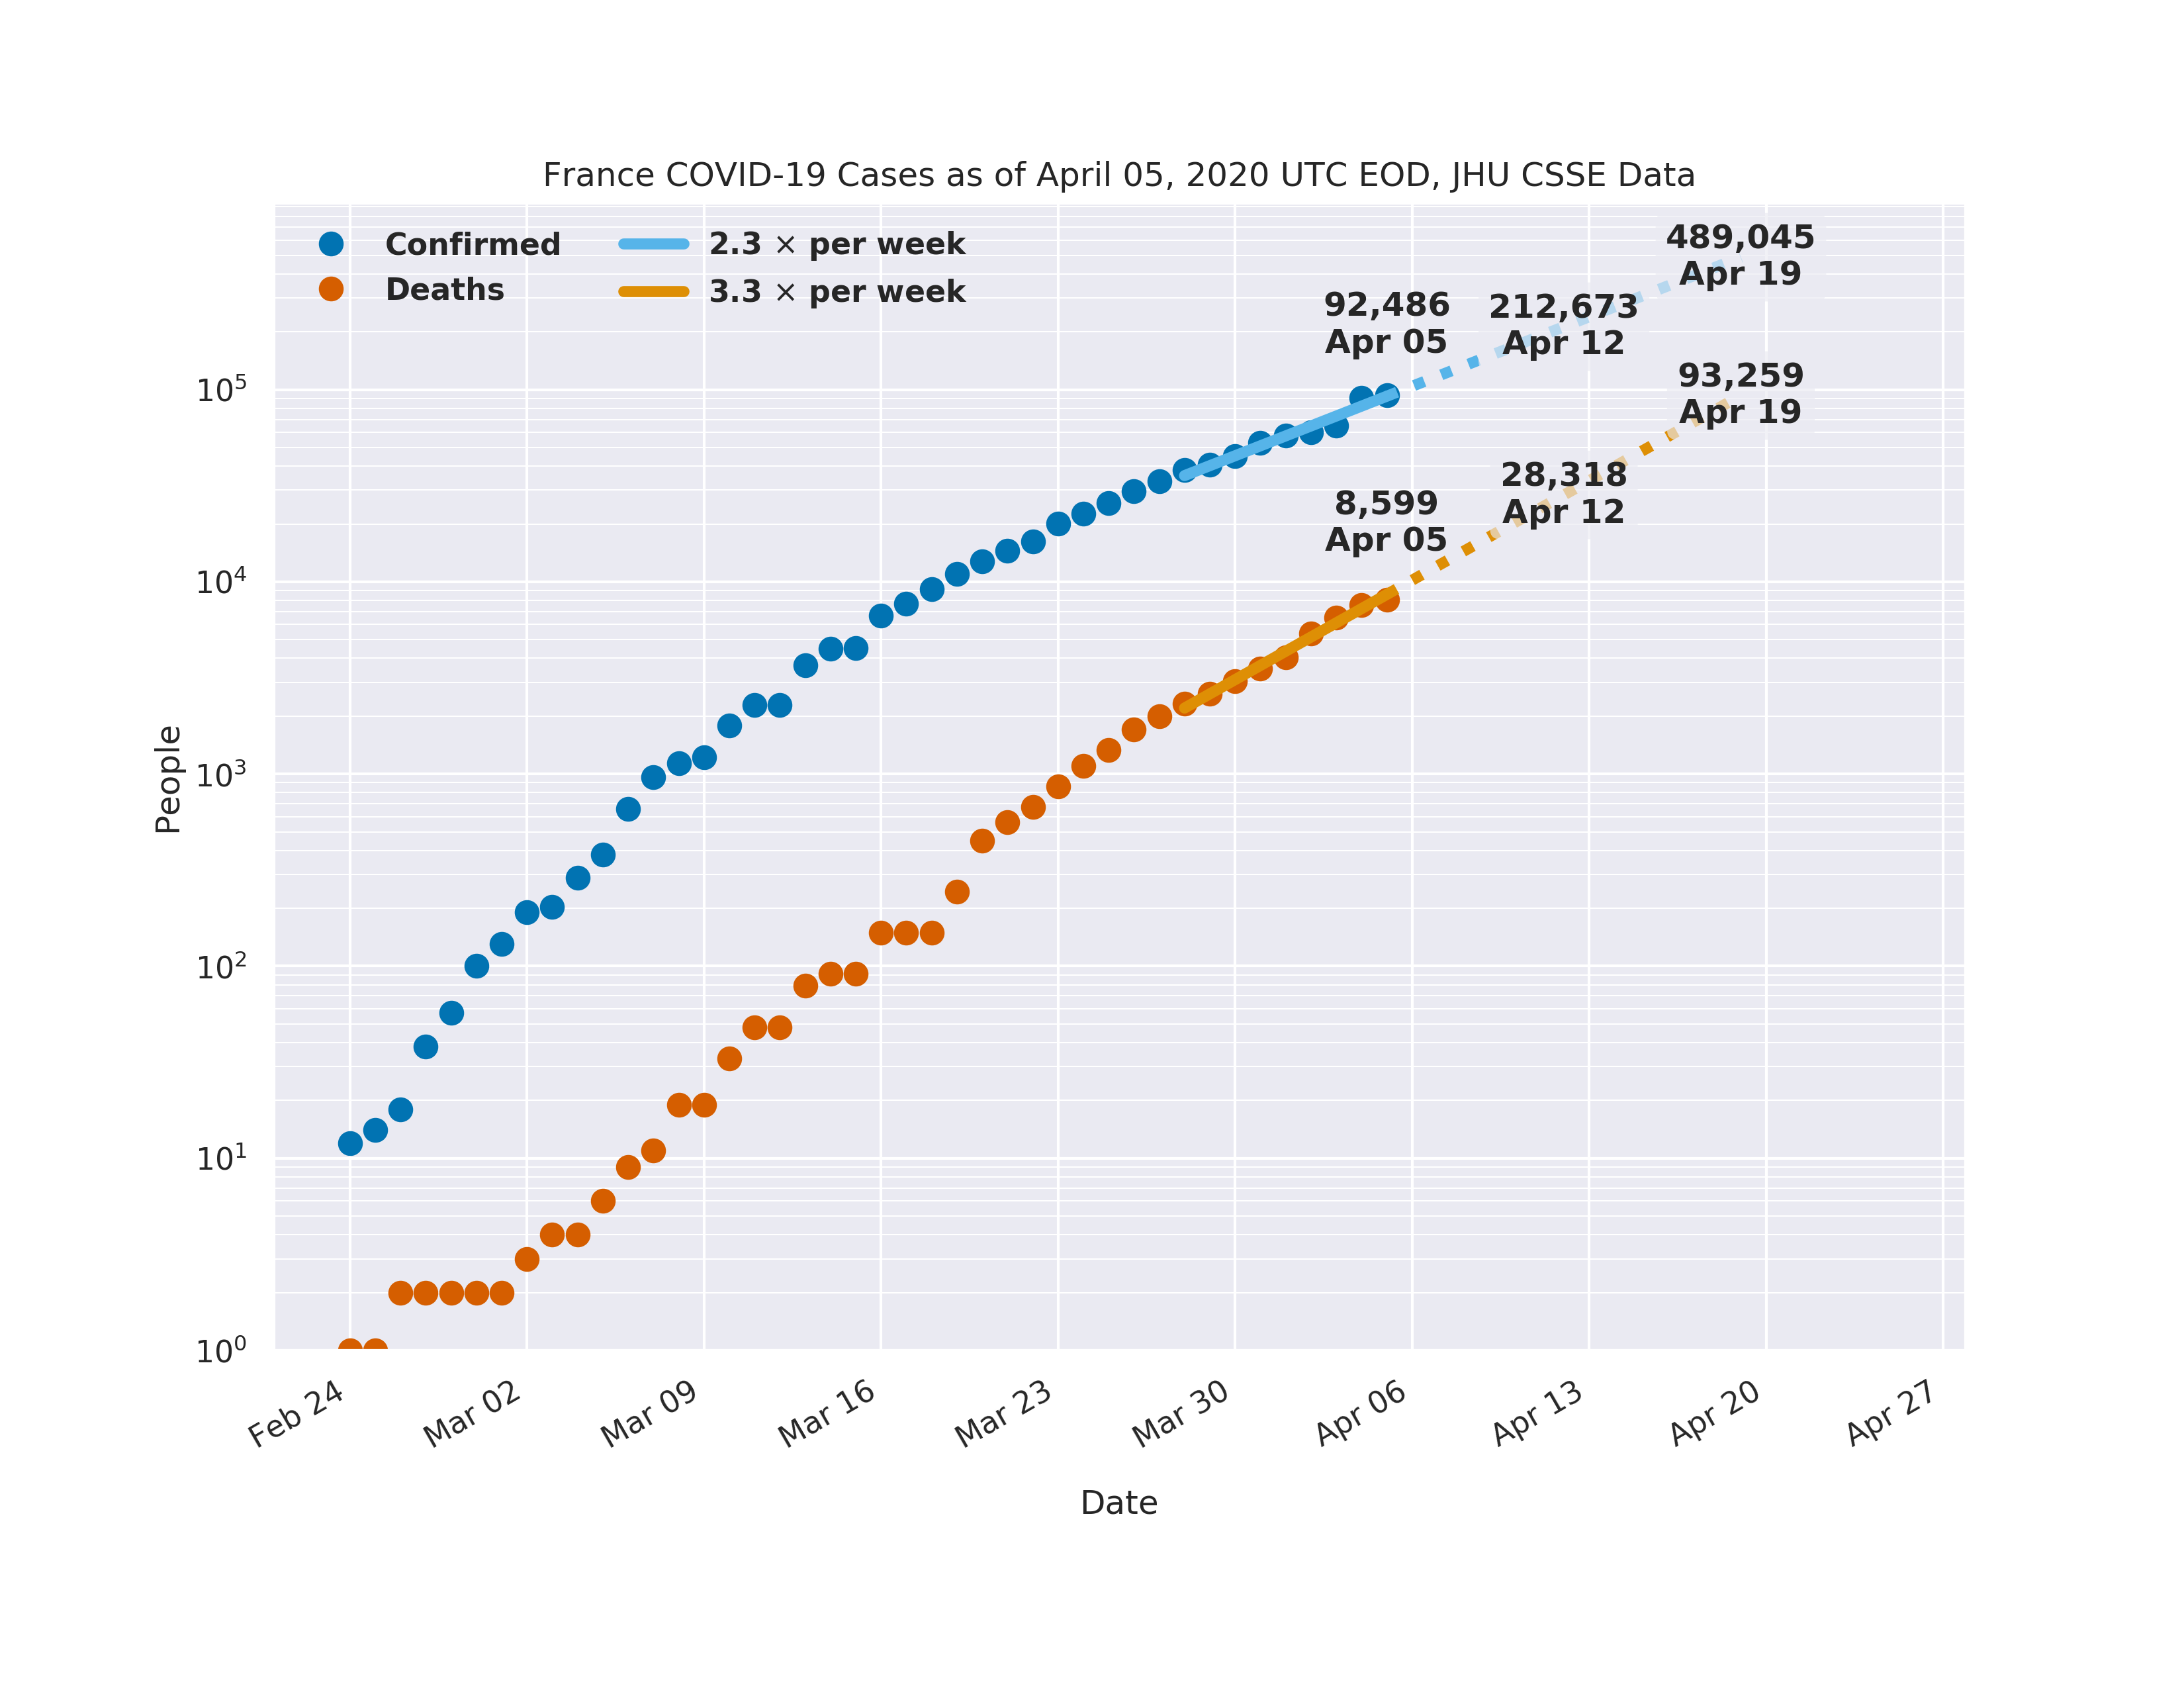 France COVID-19 Cases as of April 05, 2020 UTC EOD, JHU CSSE Data
Confirmed
Deaths
2.3 × per week
3.3 × per week
489,045
Apr 19
92,486
Apr 05
212,673
Apr 12
93,259
Apr 19
28,318
Apr 12
8,599
Apr 05
People
10⁵
10⁴
10³
10²
10¹
10⁰
Feb 24
Mar 02
Mar 09
Mar 16
Mar 23
Mar 30
Apr 06
Apr 13
Apr 20
Apr 27
Date